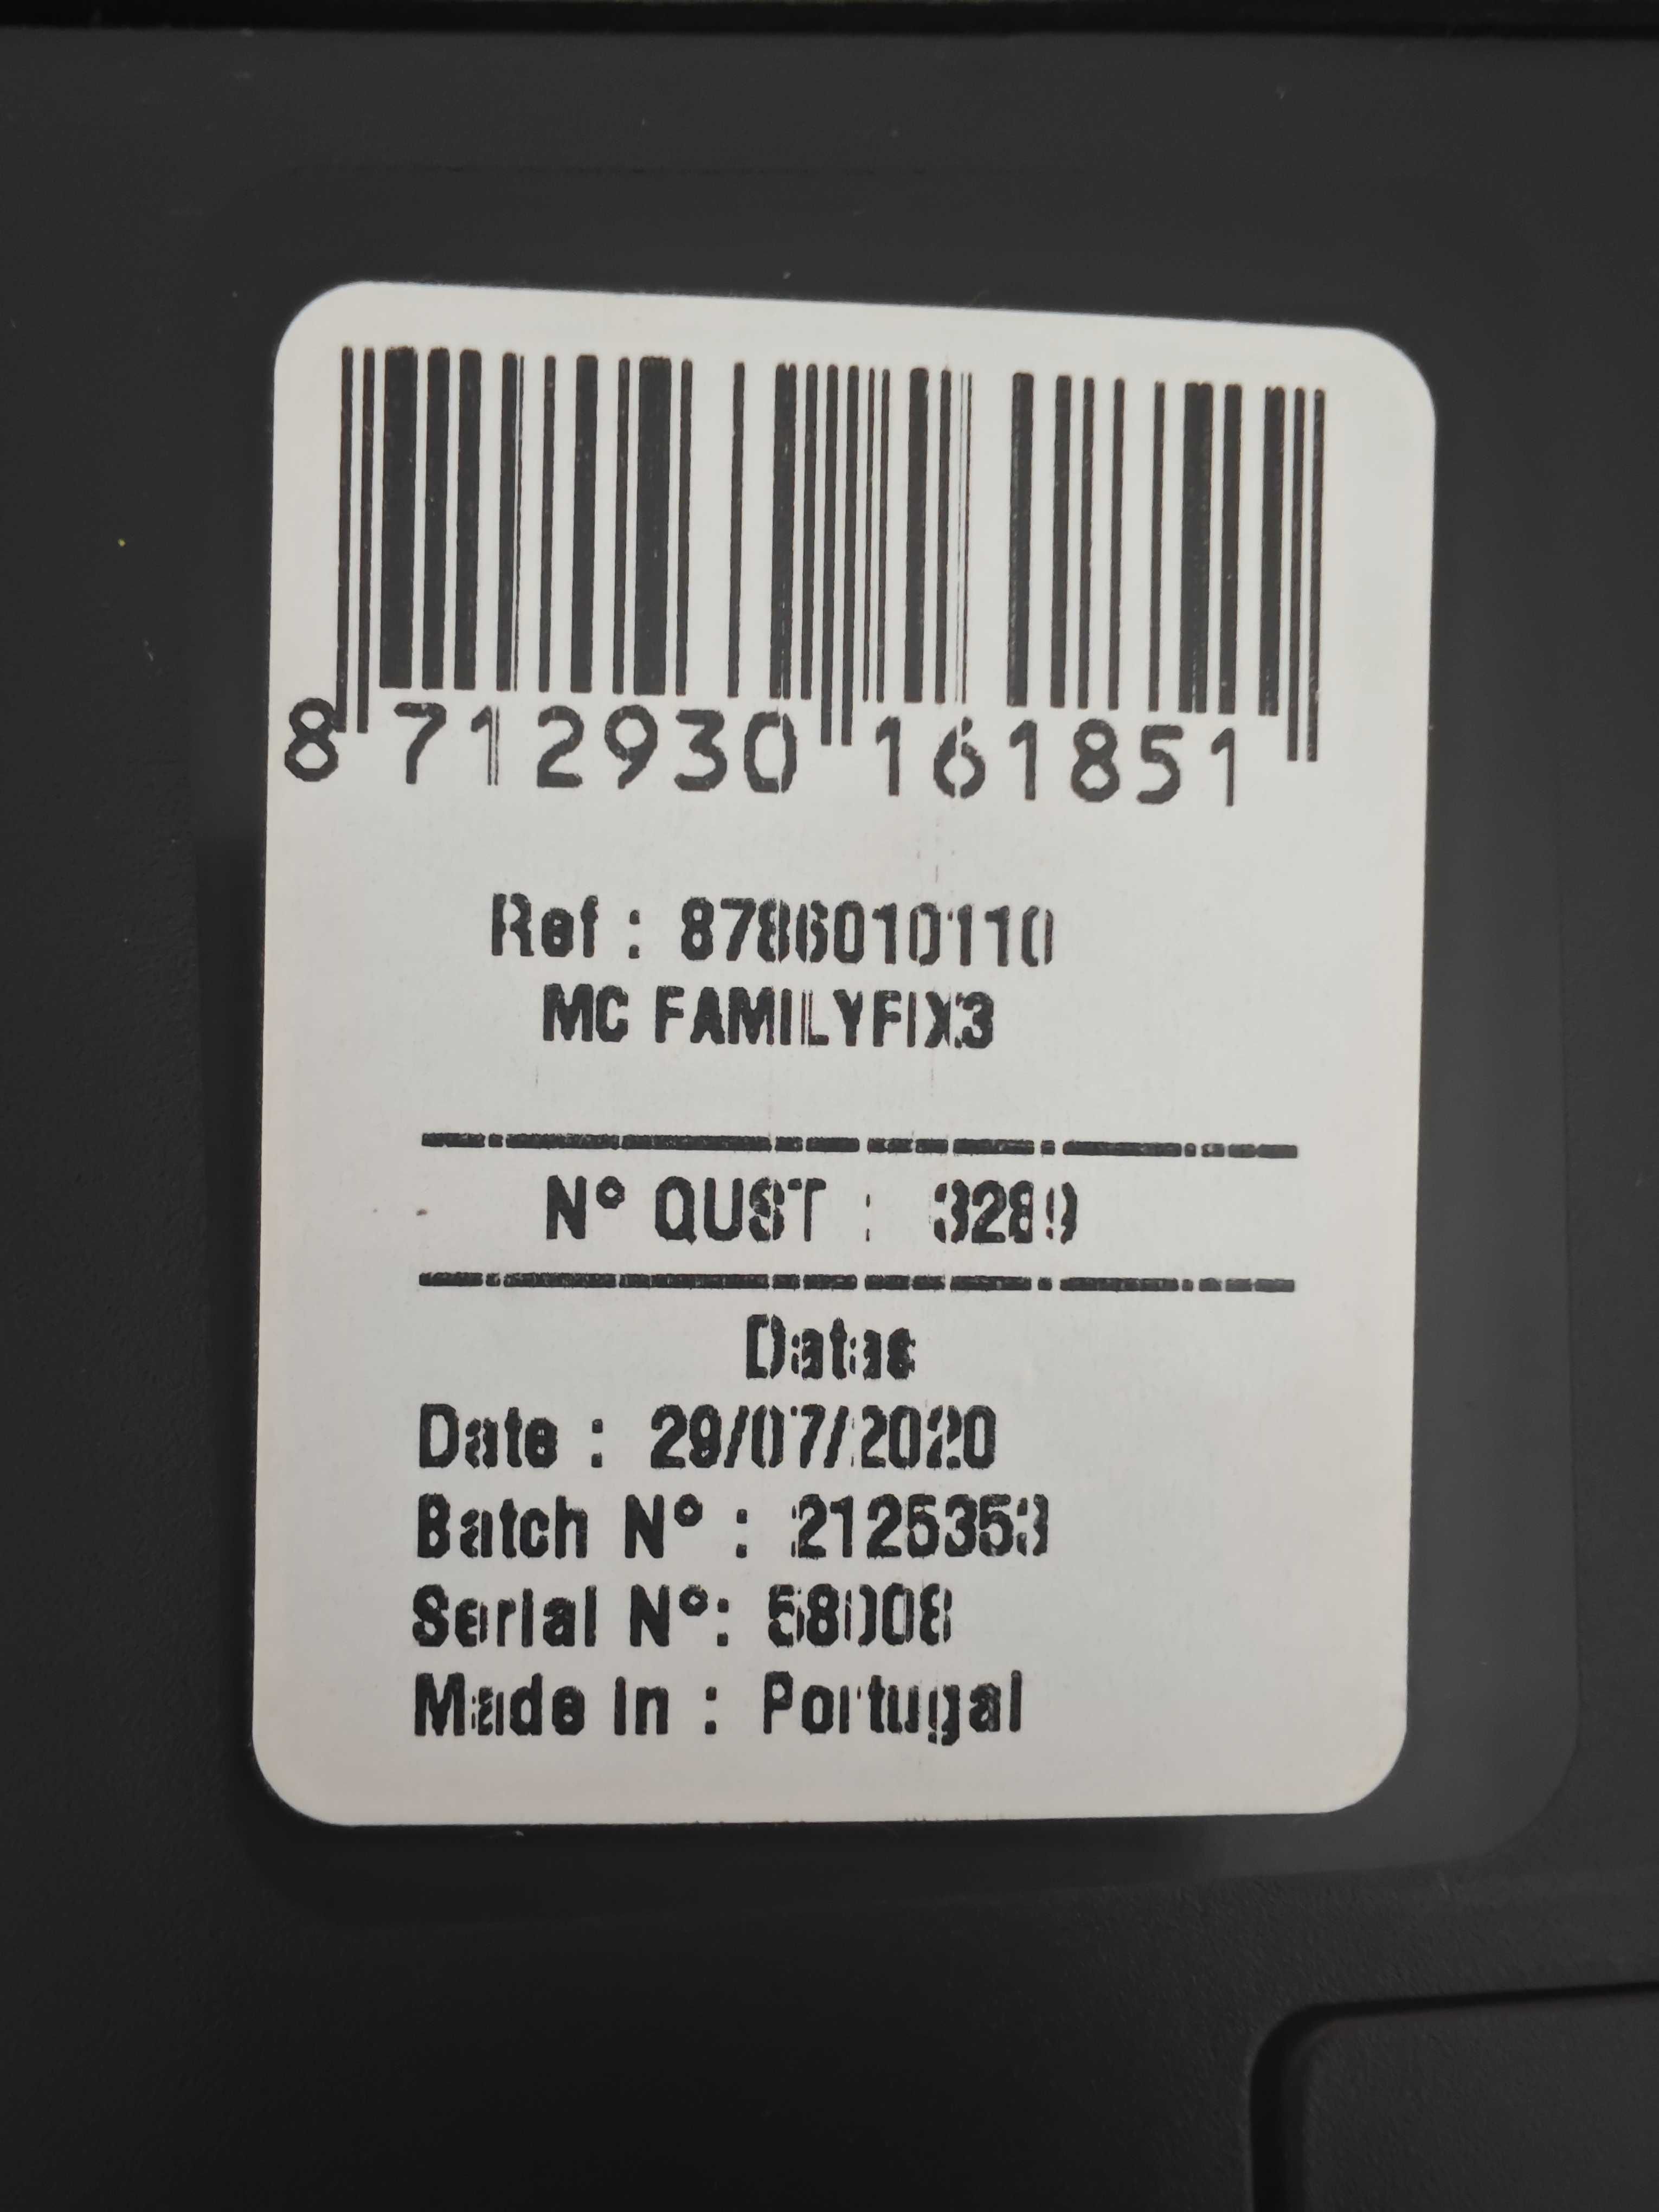 8 712930 161851
Ref : 8786010110
MC FAMILYFIX3
N° QUST : 3289
Datas
Date : 29/07/2020
Batch N° : 2125353
Serial N°: 58008
Made in : Portugal